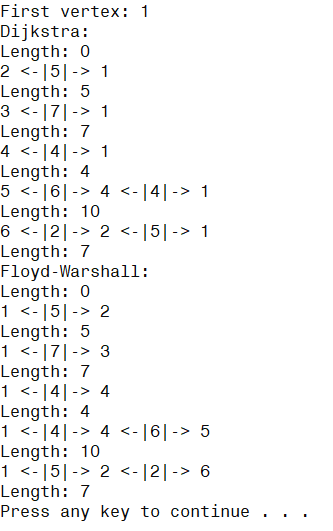 First vertex: 1
Dijkstra:
Length: 0
2 <-|5|-> 1
Length: 5
3 <-|7|-> 1
Length: 7
4 <-|4|-> 1
Length: 4
5 <-|6|-> 4 <-|4|-> 1
Length: 10
6 <-|2|-> 2 <-|5|-> 1
Length: 7
Floyd-Warshall:
Length: 0
1 <-|5|-> 2
Length: 5
1 <-|7|-> 3
Length: 7
1 <-|4|-> 4
Length: 4
1 <-|4|-> 4 <-|6|-> 5
Length: 10
1 <-|5|-> 2 <-|2|-> 6
Length: 7
Press any key to continue . . .